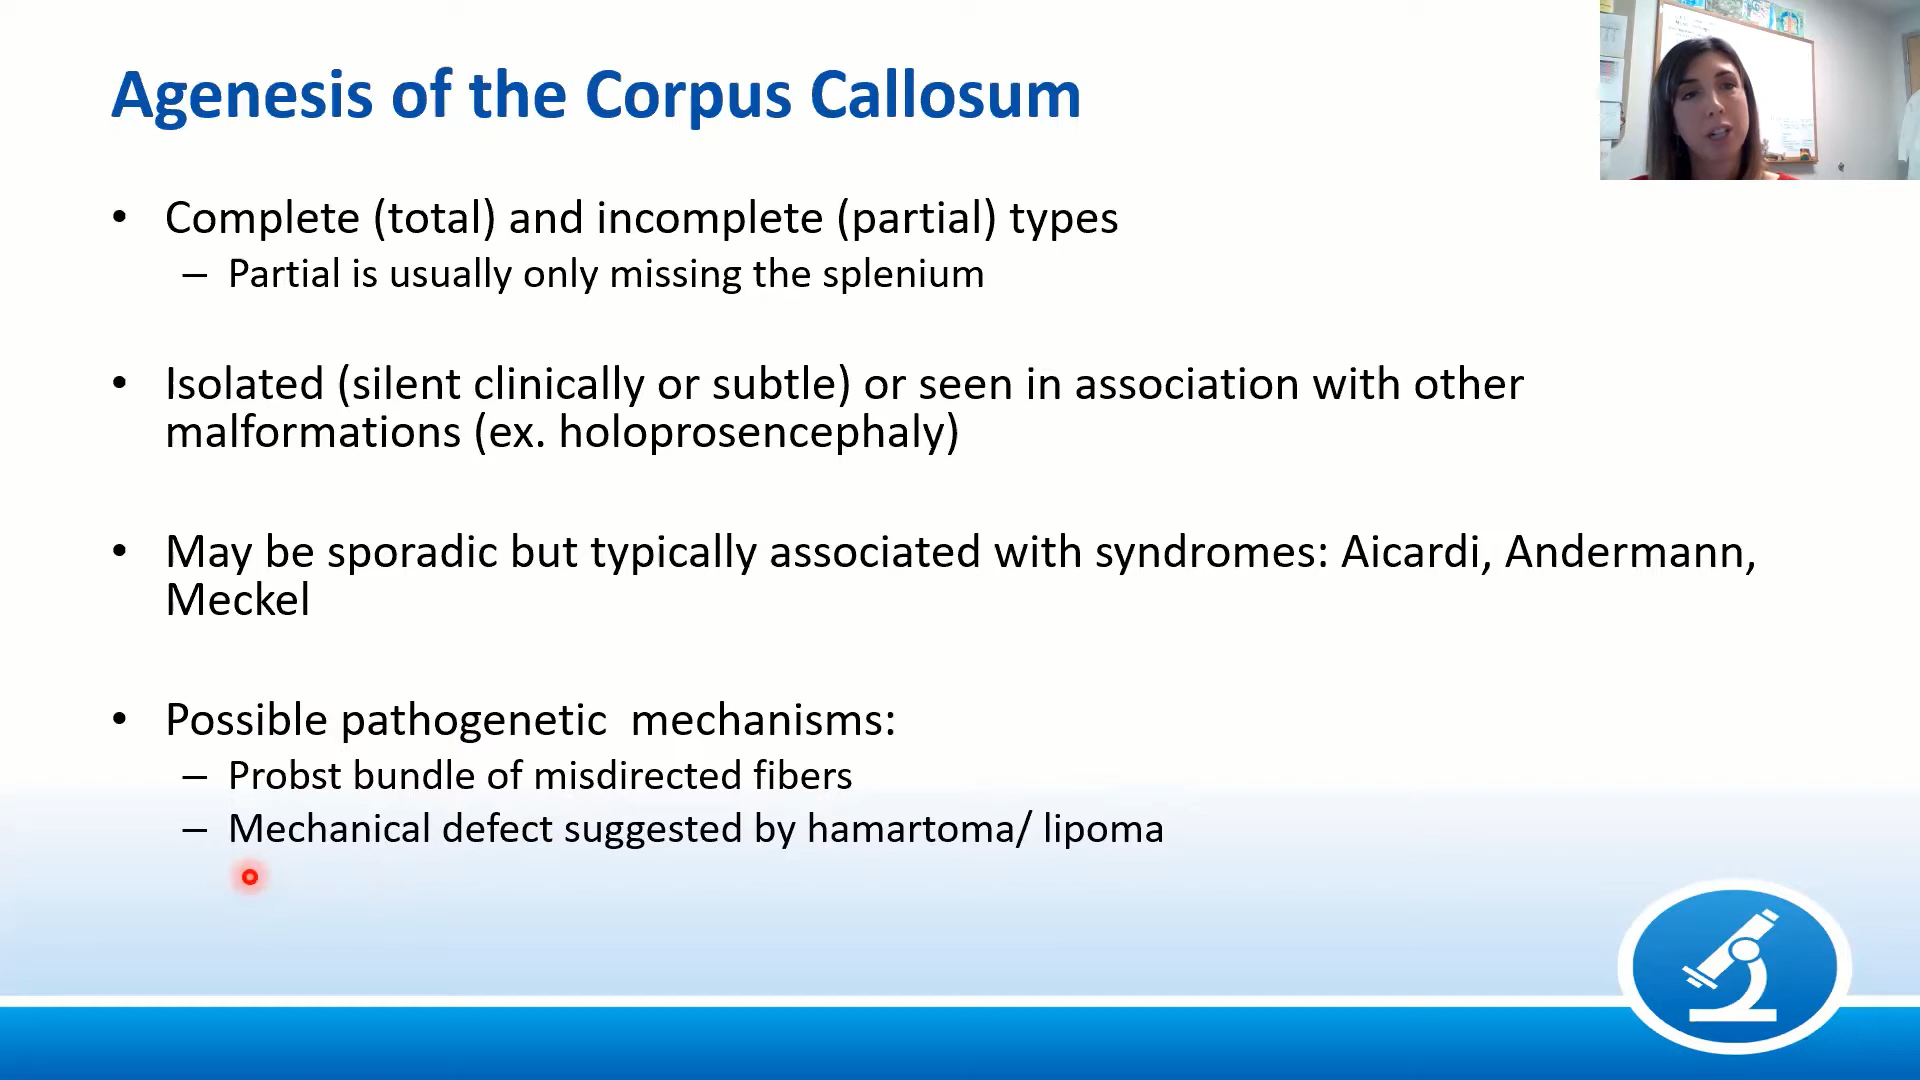 Agenesis of the Corpus Callosum
• Complete (total) and incomplete (partial) types
– Partial is usually only missing the splenium
• Isolated (silent clinically or subtle) or seen in association with other
malformations (ex. holoprosencephaly)
• May be sporadic but typically associated with syndromes: Aicardi, Andermann,
Meckel
• Possible pathogenetic  mechanisms:
– Probst bundle of misdirected fibers
– Mechanical defect suggested by hamartoma/ lipoma